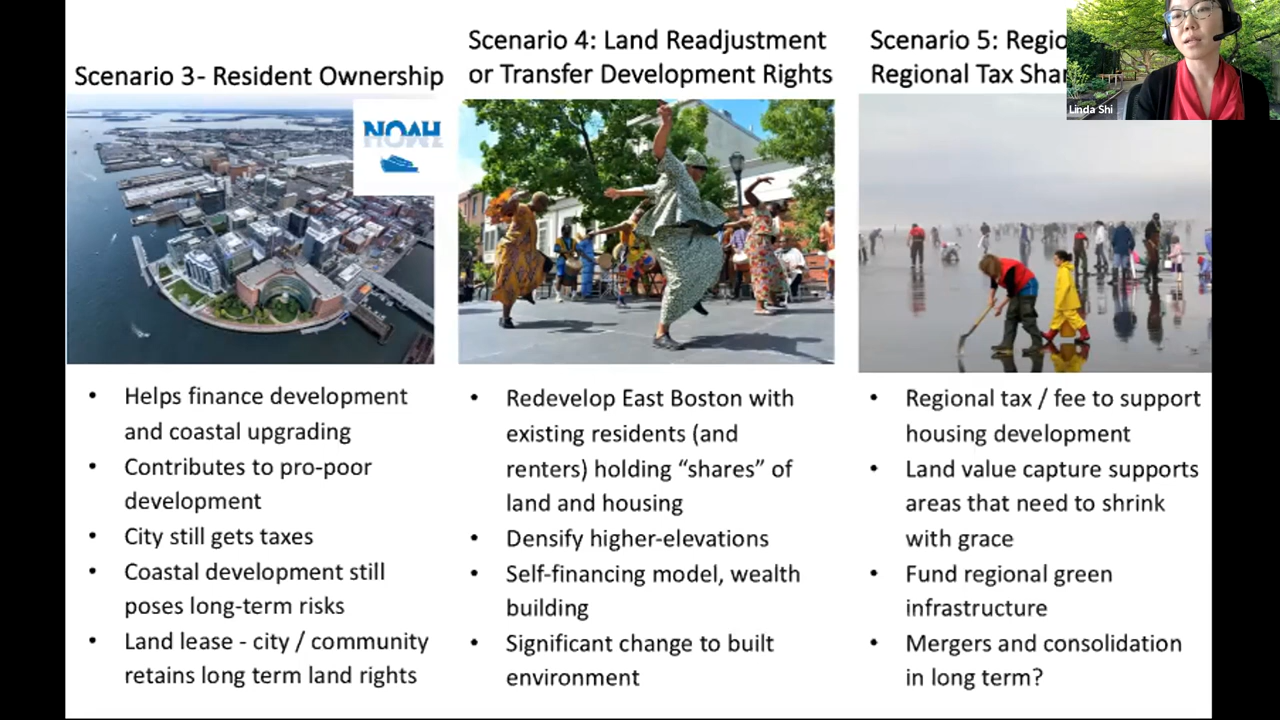 Scenario 3- Resident Ownership
NOAH
• Helps finance development
and coastal upgrading
• Contributes to pro-poor
development
• City still gets taxes
• Coastal development still
poses long-term risks
• Land lease - city / community
retains long term land rights
Scenario 4: Land Readjustment
or Transfer Development Rights
• Redevelop East Boston with
existing residents (and
renters) holding “shares” of
land and housing
• Densify higher-elevations
• Self-financing model, wealth
building
• Significant change to built
environment
Scenario 5: Regio
Regional Tax Shar
• Regional tax / fee to support
housing development
• Land value capture supports
areas that need to shrink
with grace
• Fund regional green
infrastructure
• Mergers and consolidation
in long term?
Linda Shi